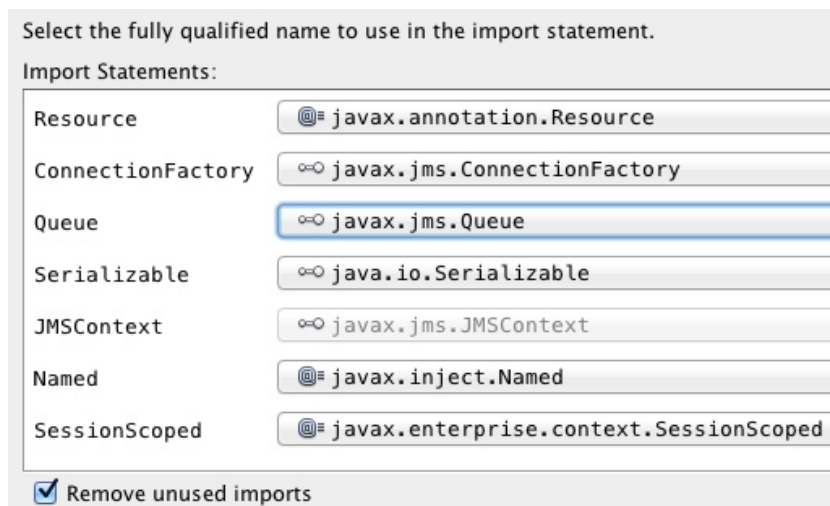 Select the fully qualified name to use in the import statement.
Import Statements:
Resource javax.annotation.Resource
ConnectionFactory javax.jms.ConnectionFactory
Queue javax.jms.Queue
Serializable java.io.Serializable
JMSContext javax.jms.JMSContext
Named javax.inject.Named
SessionScoped javax.enterprise.context.SessionScoped
Remove unused imports